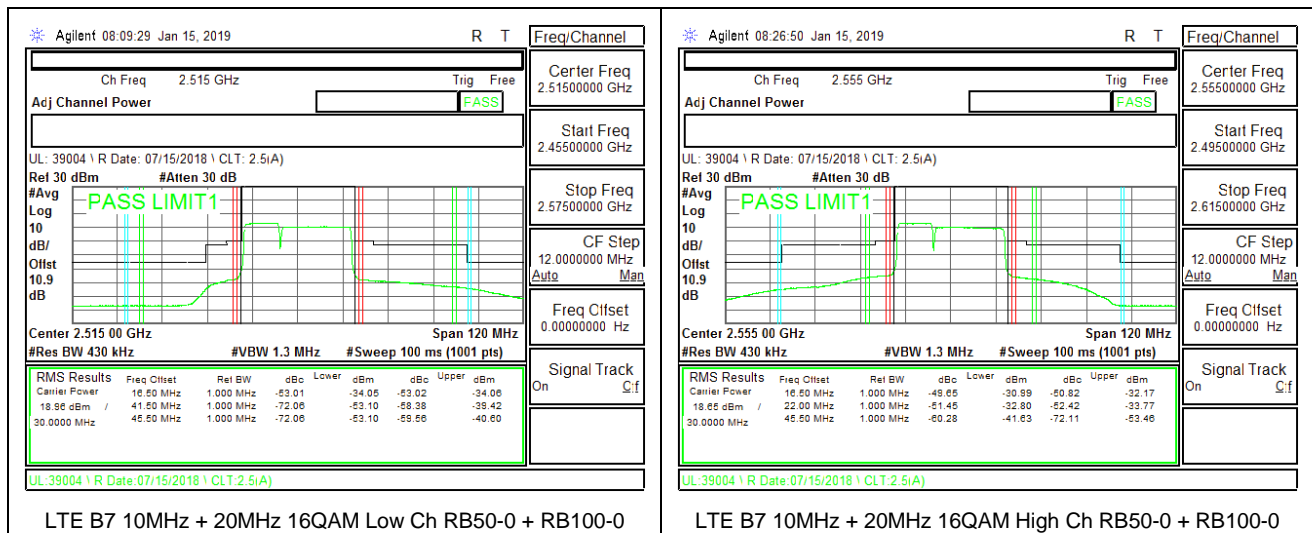 Agilent 08:09:29 Jan 15, 2019 R T
Freq/Channel
Ch Freq 2.515 GHz Trig Free
Adj Channel Power PASS
Center Freq
2.51500000 GHz
Start Freq
2.45500000 GHz
Stop Freq
2.57500000 GHz
CF Step
12.0000000 MHz
Auto Man
Freq Offset
0.00000000 Hz
Signal Track
On Off
UL: 39004 \ R Date: 07/15/2018 \ CLT: 2.5(A)
Ref 30 dBm #Atten 30 dB
#Avg
Log
10
dB/
Offst
10.9
dB
PASS LIMIT1
Center 2.515 00 GHz Span 120 MHz
#Res BW 430 kHz #VBW 1.3 MHz #Sweep 100 ms (1001 pts)
RMS Results Freq Offset Ref BW dBc Lower dBm dBc Upper dBm
Carrier Power 16.50 MHz 1.000 MHz -53.01 -34.05 -53.02 -34.06
18.96 dBm / 41.50 MHz 1.000 MHz -72.06 -53.10 -58.38 -39.42
30.0000 MHz 45.50 MHz 1.000 MHz -72.06 -53.10 -59.56 -40.60
UL:39004 \ R Date:07/15/2018 \ CLT:2.5(A)
LTE B7 10MHz + 20MHz 16QAM Low Ch RB50-0 + RB100-0
Agilent 08:26:50 Jan 15, 2019 R T
Freq/Channel
Ch Freq 2.555 GHz Trig Free
Adj Channel Power PASS
Center Freq
2.55500000 GHz
Start Freq
2.49500000 GHz
Stop Freq
2.61500000 GHz
CF Step
12.0000000 MHz
Auto Man
Freq Offset
0.00000000 Hz
Signal Track
On Off
UL: 39004 \ R Date: 07/15/2018 \ CLT: 2.5(A)
Ref 30 dBm #Atten 30 dB
#Avg
Log
10
dB/
Offst
10.9
dB
PASS LIMIT1
Center 2.555 00 GHz Span 120 MHz
#Res BW 430 kHz #VBW 1.3 MHz #Sweep 100 ms (1001 pts)
RMS Results Freq Offset Ref BW dBc Lower dBm dBc Upper dBm
Carrier Power 16.50 MHz 1.000 MHz -49.65 -30.99 -50.82 -32.17
18.65 dBm / 22.00 MHz 1.000 MHz -51.45 -32.80 -52.42 -33.77
30.0000 MHz 45.50 MHz 1.000 MHz -60.28 -41.63 -72.11 -53.46
UL:39004 \ R Date:07/15/2018 \ CLT:2.5(A)
LTE B7 10MHz + 20MHz 16QAM High Ch RB50-0 + RB100-0